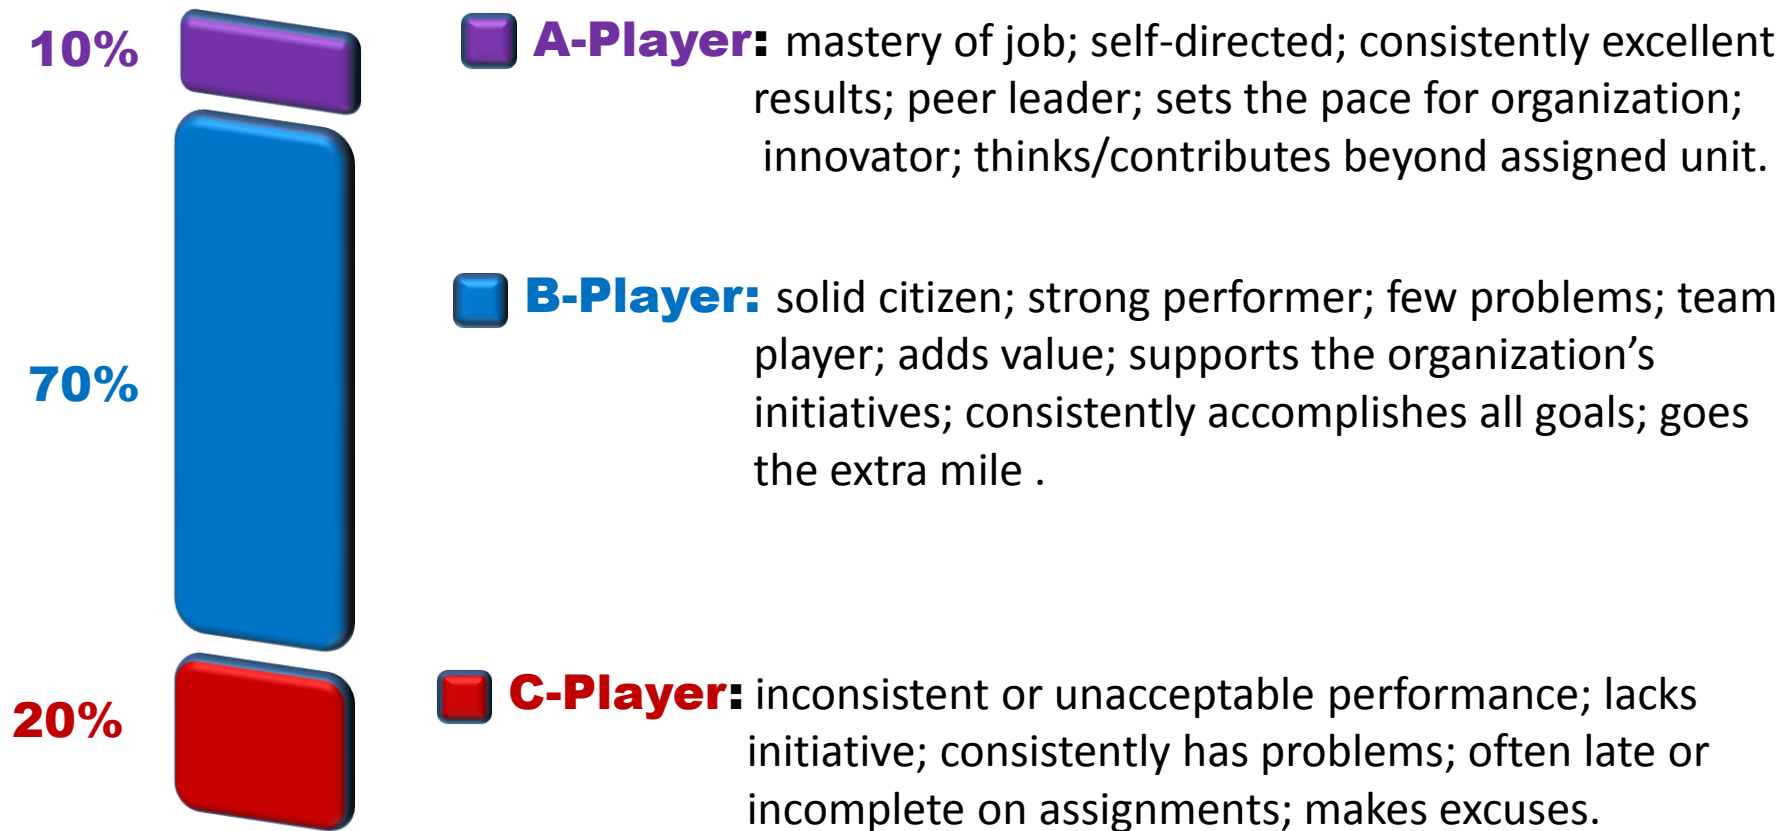 10%
A-Player: mastery of job; self-directed; consistently excellent
results; peer leader; sets the pace for organization;
innovator; thinks/contributes beyond assigned unit.
70%
B-Player: solid citizen; strong performer; few problems; team
player; adds value; supports the organization’s
initiatives; consistently accomplishes all goals; goes
the extra mile .
20%
C-Player: inconsistent or unacceptable performance; lacks
initiative; consistently has problems; often late or
incomplete on assignments; makes excuses.